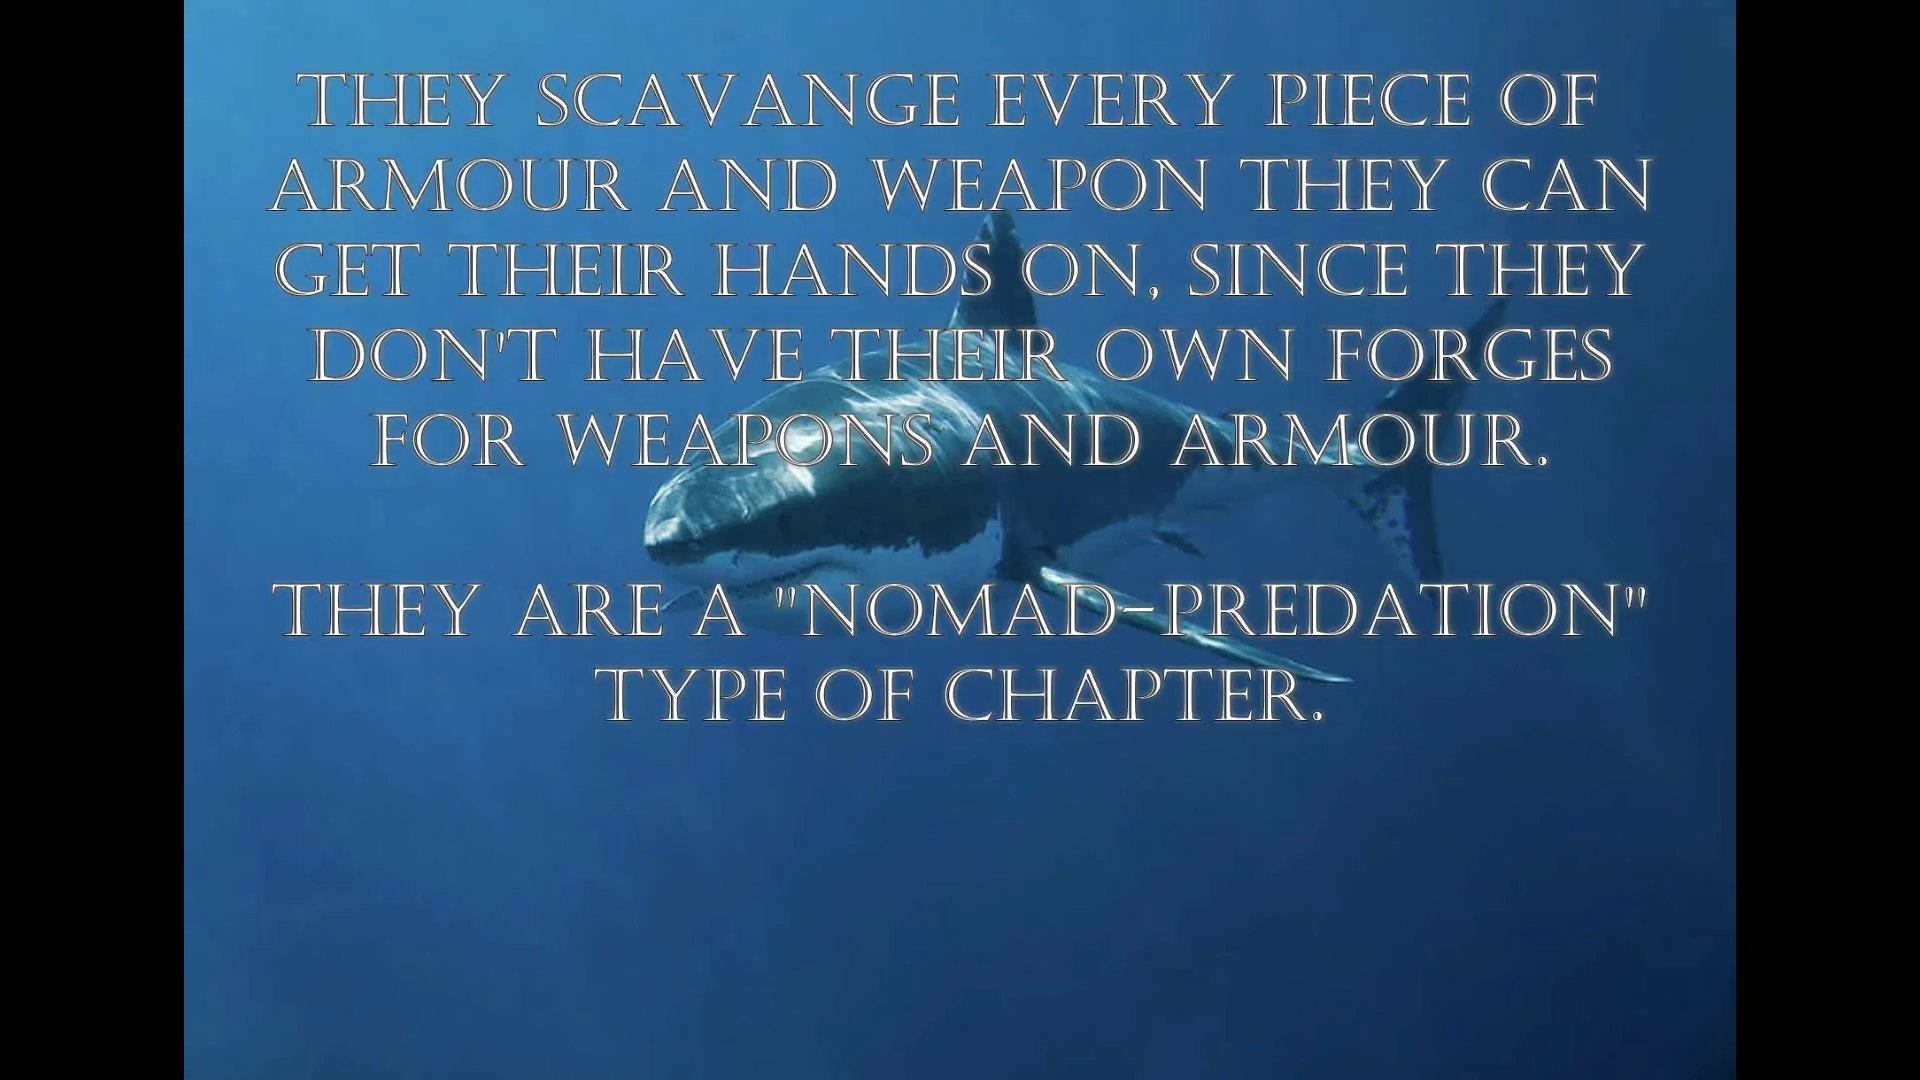 THEY SCAVANGE EVERY PIECE OF
ARMOUR AND WEAPON THEY CAN
GET THEIR HANDS ON, SINCE THEY
DON'T HAVE THEIR OWN FORGES
FOR WEAPONS AND ARMOUR.
THEY ARE A "NOMAD-PREDATION"
TYPE OF CHAPTER.